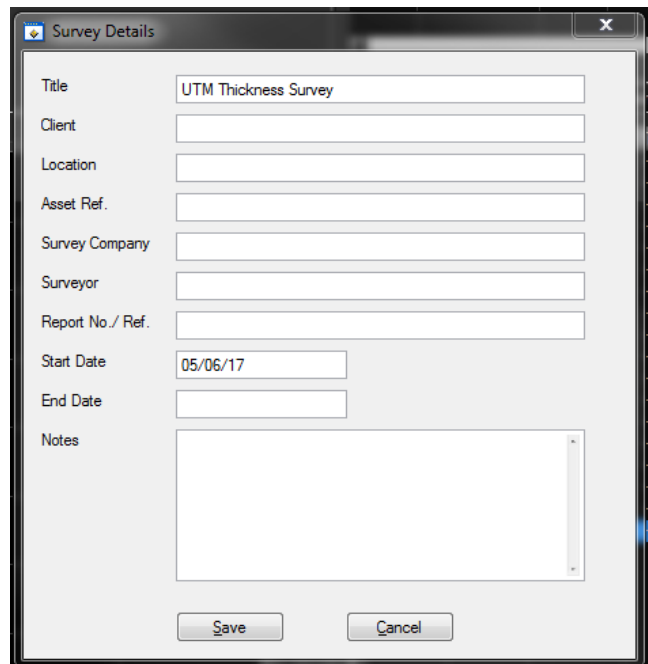 Survey Details
X
Title
UTM Thickness Survey
Client
Location
Asset Ref.
Survey Company
Surveyor
Report No./ Ref.
Start Date
05/06/17
End Date
Notes
Save
Cancel